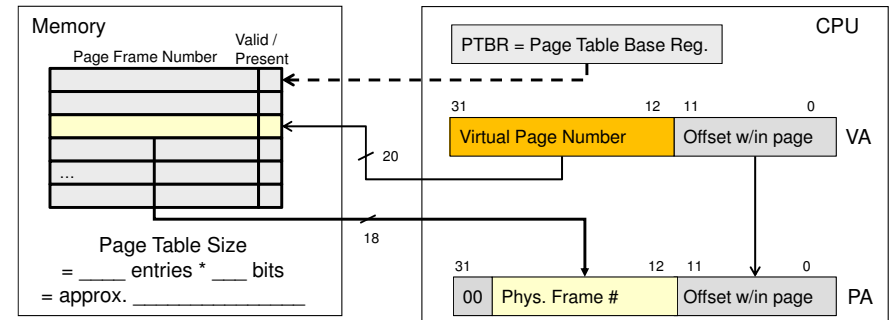 Memory
Page Frame Number
Valid /
Present
...
Page Table Size
= ____ entries * ___ bits
= approx. _______________
20
18
CPU
PTBR = Page Table Base Reg.
31 12 11 0
Virtual Page Number Offset w/in page VA
31 12 11 0
00 Phys. Frame # Offset w/in page PA